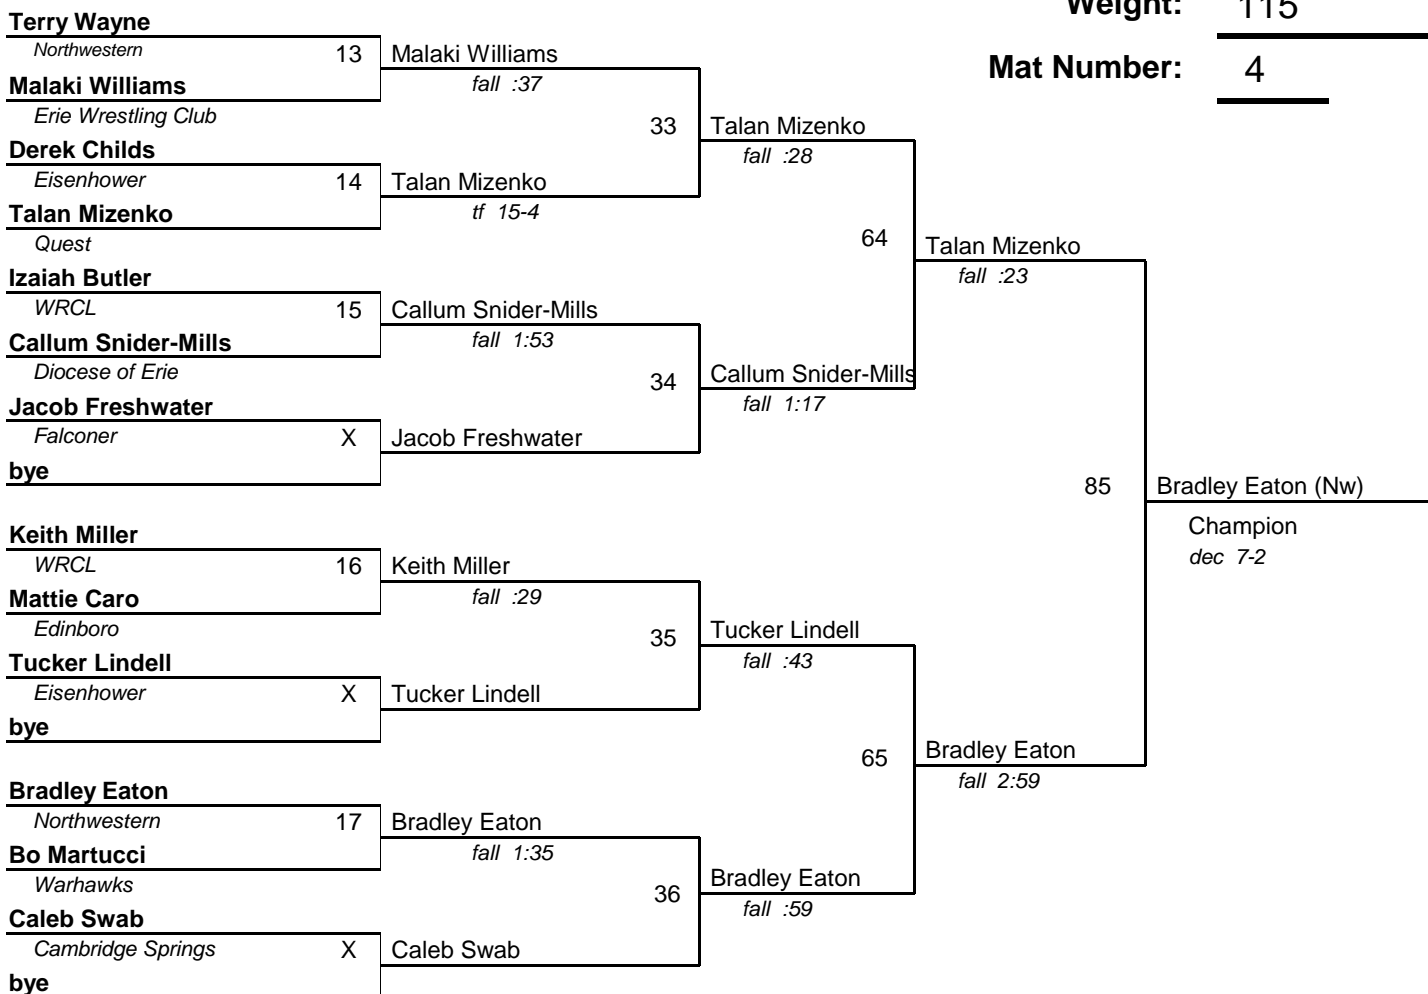 Weight: 115
Mat Number: 4
Terry Wayne
Northwestern
13
Malaki Williams
Erie Wrestling Club
Derek Childs
Eisenhower
14
Talan Mizenko
Quest
Izaiah Butler
WRCL
15
Callum Snider-Mills
Diocese of Erie
Jacob Freshwater
Falconer
X
bye
Keith Miller
WRCL
16
Mattie Caro
Edinboro
Tucker Lindell
Eisenhower
X
bye
Bradley Eaton
Northwestern
17
Bo Martucci
Warhawks
Caleb Swab
Cambridge Springs
X
bye
Malaki Williams
fall :37
33
Talan Mizenko
tf 15-4
Callum Snider-Mills
fall 1:53
34
Jacob Freshwater
Keith Miller
fall :29
35
Tucker Lindell
Bradley Eaton
fall 1:35
36
Caleb Swab
Talan Mizenko
fall :28
64
Callum Snider-Mills
fall 1:17
Tucker Lindell
fall :43
65
Bradley Eaton
fall :59
Talan Mizenko
fall :23
85
Bradley Eaton
fall 2:59
Bradley Eaton (Nw)
Champion
dec 7-2